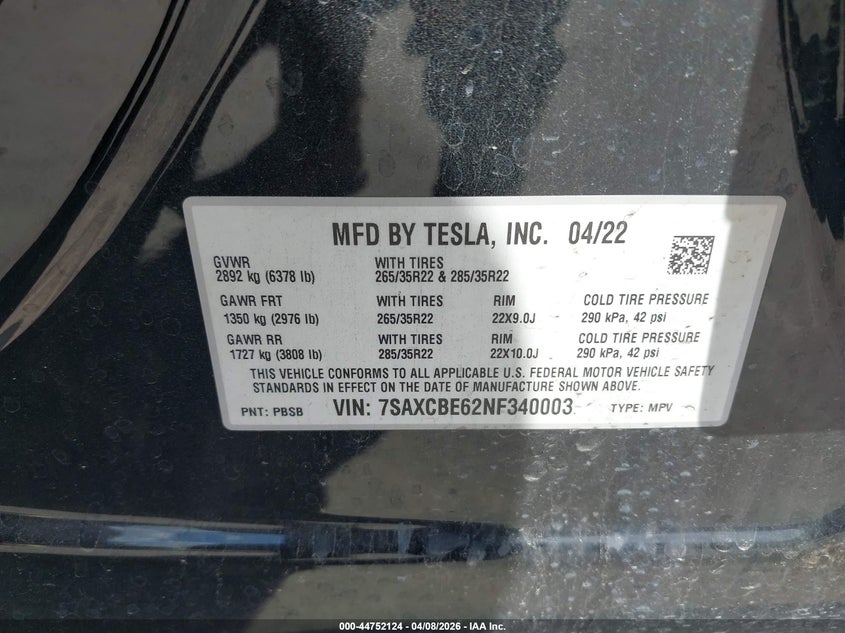 MFD BY TESLA, INC. 04/22
GVWR WITH TIRES
2892 kg (6378 lb) 265/35R22 & 285/35R22
GAWR FRT WITH TIRES RIM COLD TIRE PRESSURE
1350 kg (2976 lb) 265/35R22 22X9.0J 290 kPa, 42 psi
GAWR RR WITH TIRES RIM COLD TIRE PRESSURE
1727 kg (3808 lb) 285/35R22 22X10.0J 290 kPa, 42 psi
THIS VEHICLE CONFORMS TO ALL APPLICABLE U.S. FEDERAL MOTOR VEHICLE SAFETY
STANDARDS IN EFFECT ON THE DATE OF MANUFACTURE SHOWN ABOVE.
PNT: PBSB VIN: 7SAXCBE62NF340003 TYPE: MPV
000-44752124 - 04/08/2026 - IAA Inc.